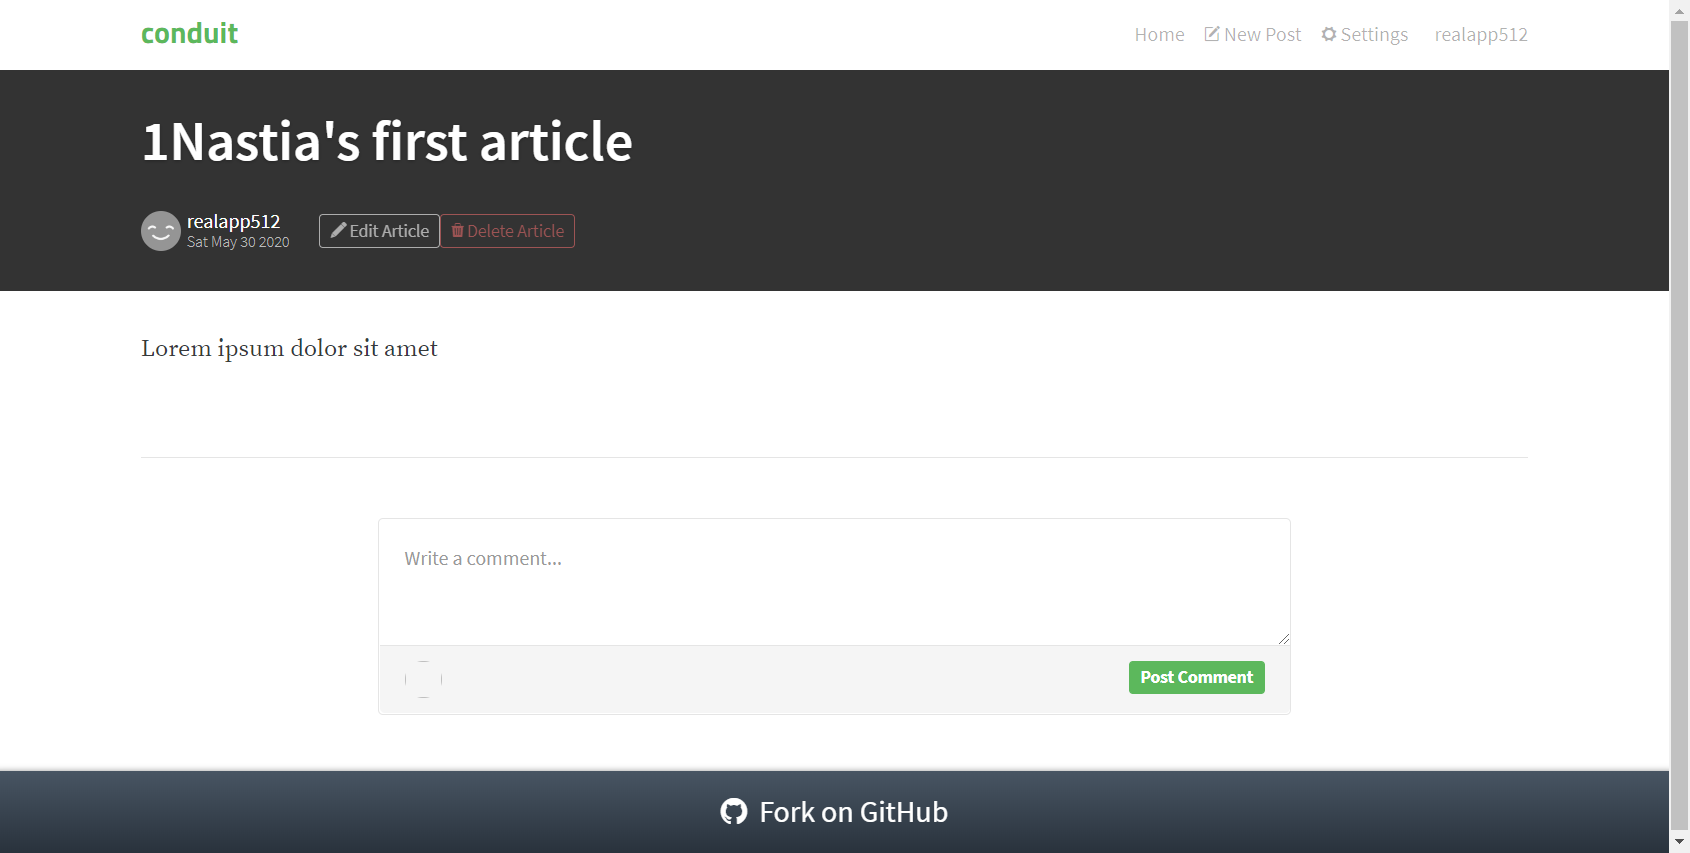 conduit
Home New Post Settings realapp512
1Nastia's first article
realapp512
Sat May 30 2020
Edit Article Delete Article
Lorem ipsum dolor sit amet
Write a comment...
Post Comment
Fork on GitHub